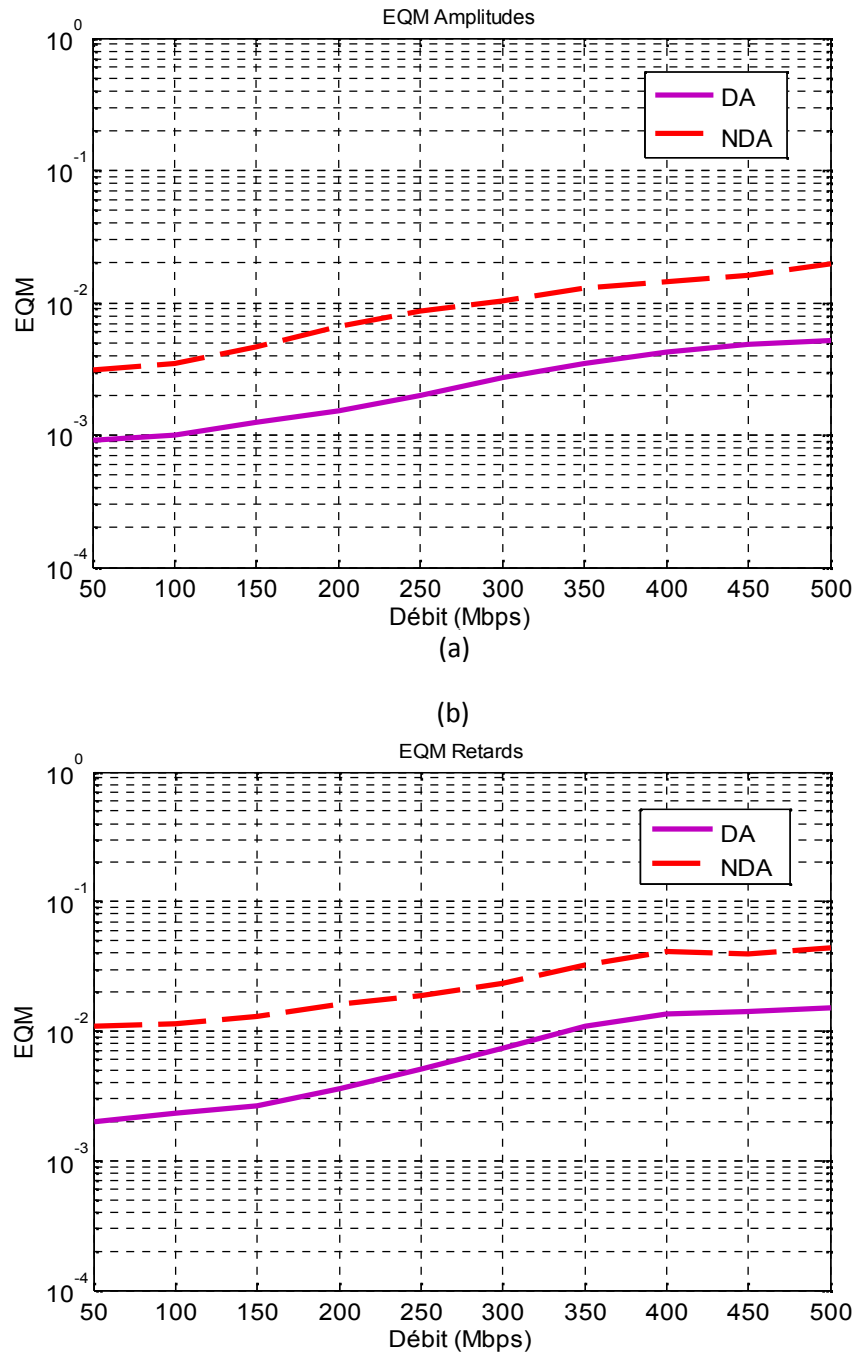 EQM Amplitudes
10^0
10^-1
10^-2
10^-3
10^-4
EQM
DA
NDA
50 100 150 200 250 300 350 400 450 500
Débit (Mbps)
(a)
(b)
EQM Retards
10^0
10^-1
10^-2
10^-3
10^-4
EQM
DA
NDA
50 100 150 200 250 300 350 400 450 500
Débit (Mbps)